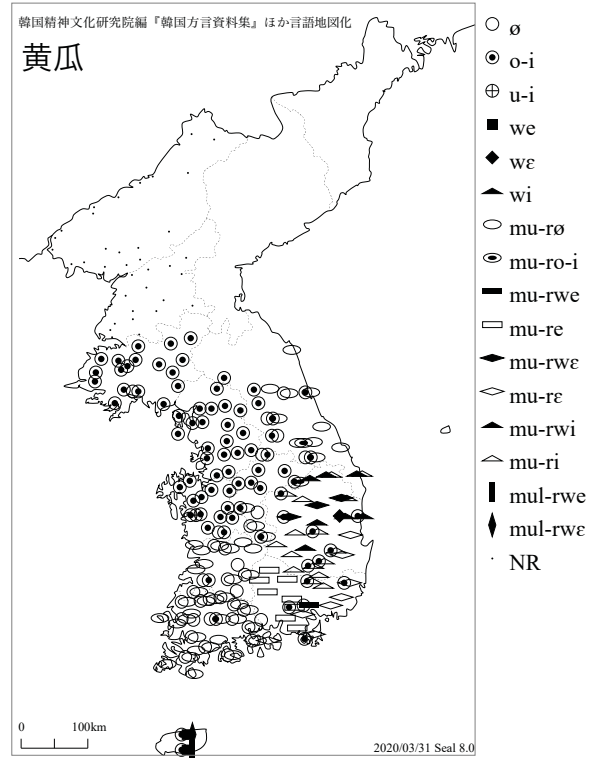 韓国精神文化研究院編『韓国方言資料集』ほか言語地図化
黄瓜
ø
o-i
u-i
we
wɛ
wi
mu-rø
mu-ro-i
mu-rwe
mu-re
mu-rwɛ
mu-rɛ
mu-rwi
mu-ri
mul-rwe
mul-rwɛ
NR
0 100km
2020/03/31 Seal 8.0